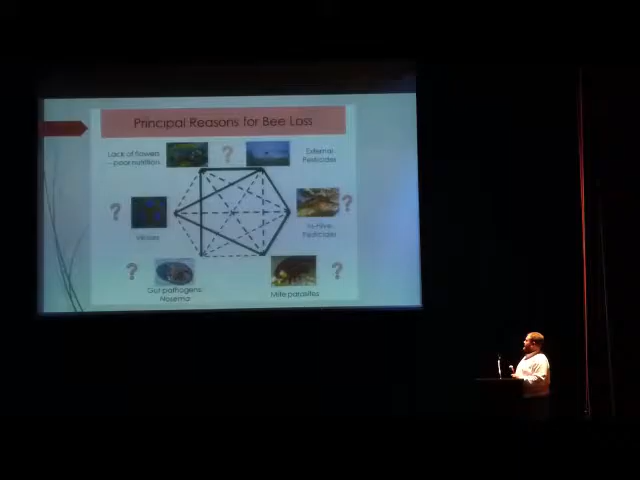 Principal Reasons for Bee Loss
Lack of flowers
– poor nutrition
?
External
Pesticides
?
Viruses
?
In-hive
Pesticides
?
Gut pathogens
Nosema
Mite parasites
?